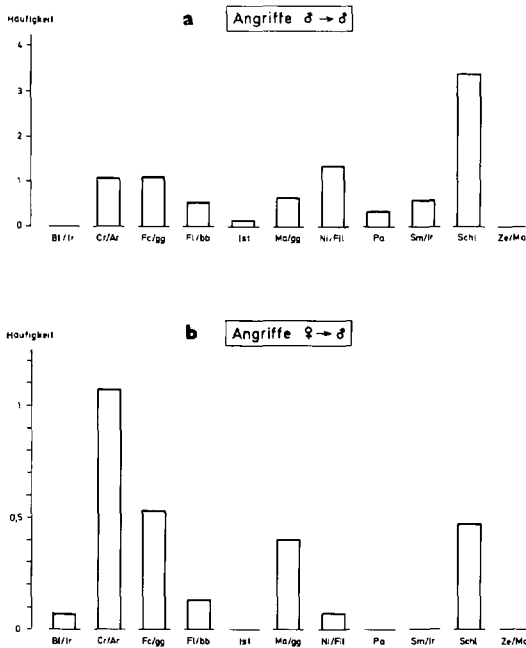 a Angriffe ♂ → ♂
Häufigkeit
4
3
2
1
0
Bl/Ir Cr/Ar Fc/gg Fl/bb Ist Ma/gg Ni/Fil Pa Sm/Ir Schl Ze/Ma
b Angriffe ♀ → ♂
Häufigkeit
1
0,5
0
Bl/Ir Cr/Ar Fc/gg Fl/bb Ist Ma/gg Ni/Fil Pa Sm/Ir Schl Ze/Ma